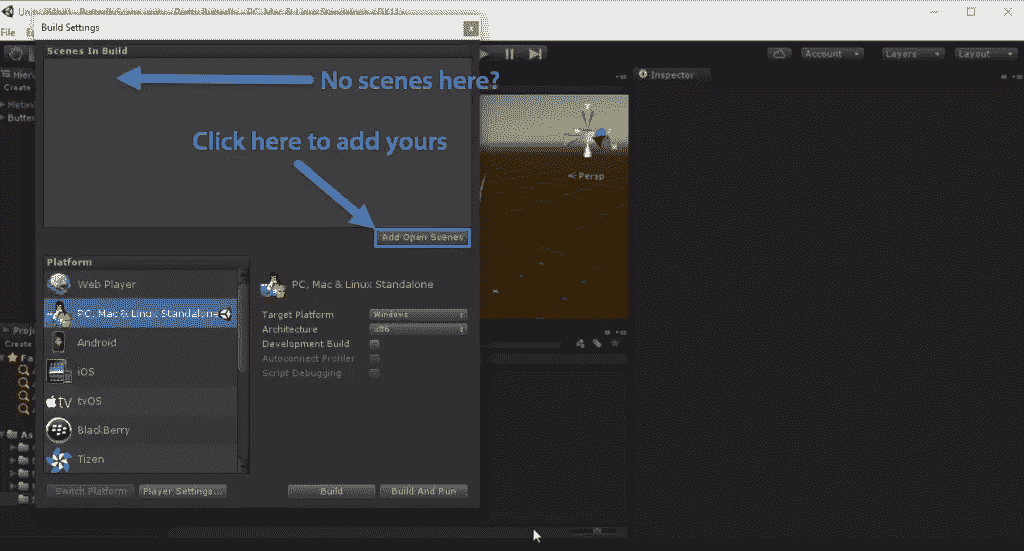 Build Settings
File
Scenes In Build
No scenes here?
Account
Layers
Layout
Inspector
Create
Click here to add yours
Persp
Add Open Scenes
Platform
Web Player
PC, Mac & Linux Standalone
PC, Mac & Linux Standalone
Target Platform
Windows
Architecture
x86
Android
Development Build
Autoconnect Profiler
iOS
Script Debugging
Create
tvOS
BlackBerry
Tizen
Switch Platform
Player Settings...
Build
Build And Run